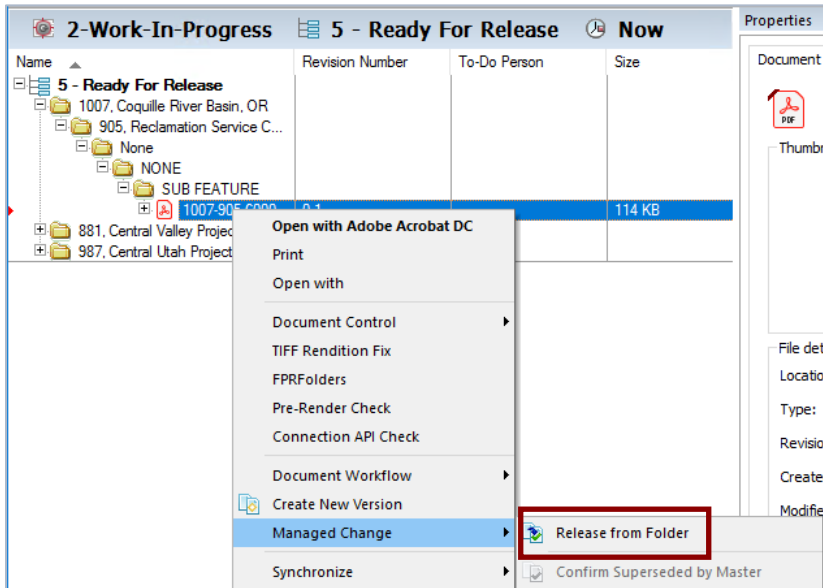 2-Work-In-Progress 5 - Ready For Release Now
Properties
Name Revision Number To-Do Person Size
Document
5 - Ready For Release
1007, Coquille River Basin, OR
905, Reclamation Service C...
PDF
None
Thumbn
NONE
SUB FEATURE
1007-905-6000 0.1 114 KB
881, Central Valley Projec
987, Central Utah Project
Open with Adobe Acrobat DC
Print
Open with
Document Control
TIFF Rendition Fix
FPRFolders
Pre-Render Check
Connection API Check
Document Workflow
Create New Version
Managed Change
Synchronize
Release from Folder
Confirm Superseded by Master
File det
Locatio
Type:
Revisio
Create
Modifie